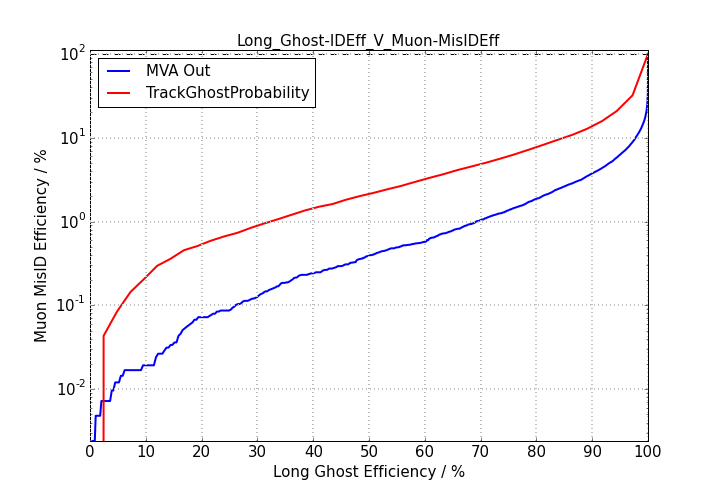 Long_Ghost-IDEff_V_Muon-MisIDEff
MVA Out
TrackGhostProbability
10²
10¹
10⁰
10⁻¹
10⁻²
Muon MisID Efficiency / %
0 10 20 30 40 50 60 70 80 90 100
Long Ghost Efficiency / %